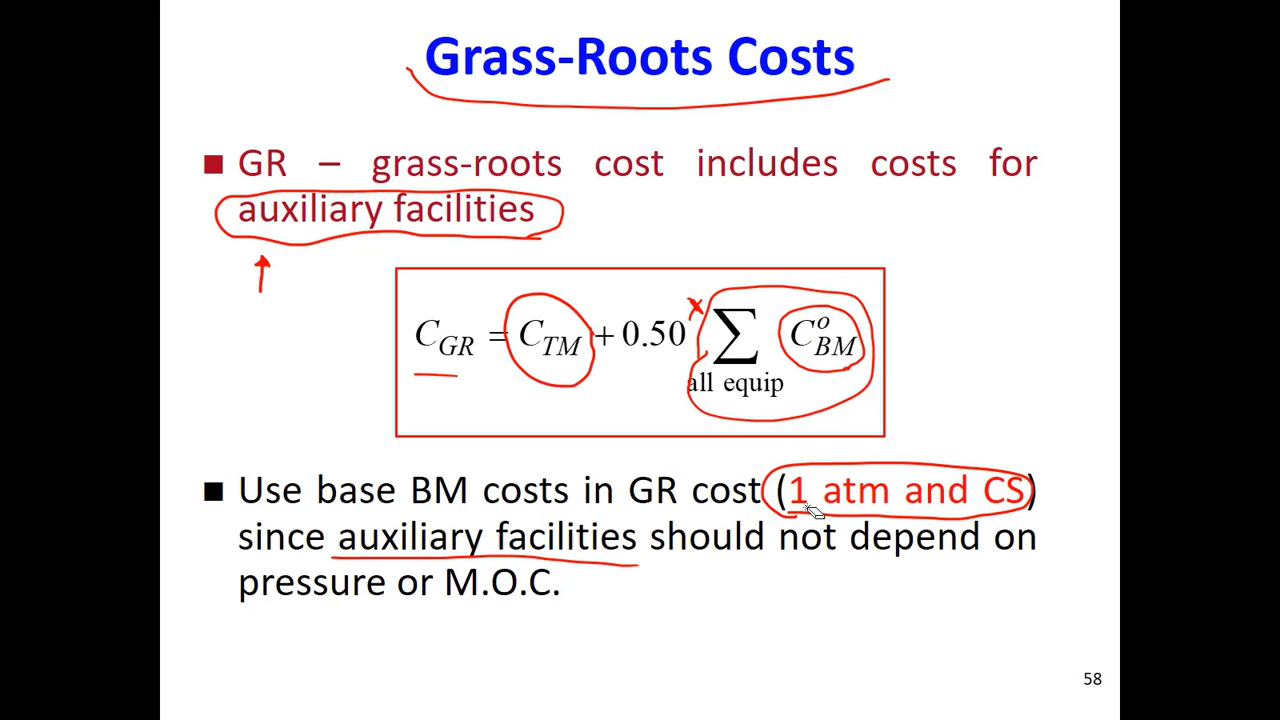 Grass-Roots Costs
■ GR – grass-roots cost includes costs for
auxiliary facilities
C_GR = C_TM + 0.50 × ∑ C°_BM
all equip
■ Use base BM costs in GR cost (1 atm and CS)
since auxiliary facilities should not depend on
pressure or M.O.C.
58